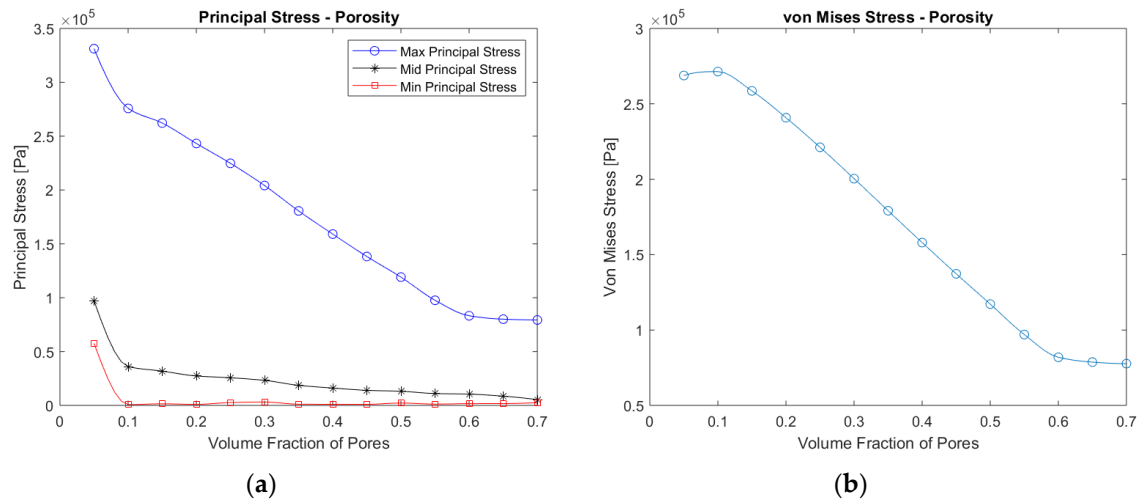 Principal Stress - Porosity
×10⁵
3.5
3
2.5
2
1.5
1
0.5
0
0
0.1
0.2
0.3
0.4
0.5
0.6
0.7
Principal Stress [Pa]
Volume Fraction of Pores
Max Principal Stress
Mid Principal Stress
Min Principal Stress
(a)
von Mises Stress - Porosity
×10⁵
3
2.5
2
1.5
1
0.5
0
0.1
0.2
0.3
0.4
0.5
0.6
0.7
Von Mises Stress [Pa]
Volume Fraction of Pores
(b)